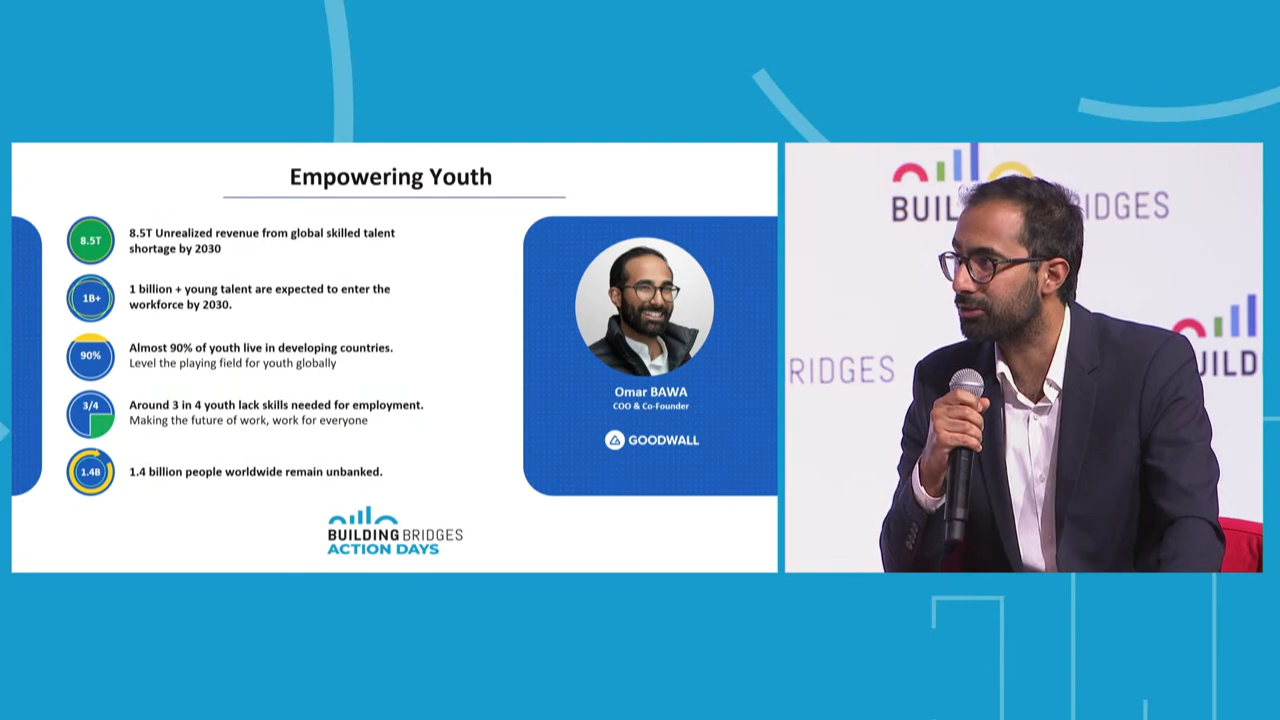 Empowering Youth
8.5T
8.5T Unrealized revenue from global skilled talent
shortage by 2030
1B+
1 billion + young talent are expected to enter the
workforce by 2030.
90%
Almost 90% of youth live in developing countries.
Level the playing field for youth globally
3/4
Around 3 in 4 youth lack skills needed for employment.
Making the future of work, work for everyone
1.4B
1.4 billion people worldwide remain unbanked.
BUILDING BRIDGES
ACTION DAYS
Omar BAWA
COO & Co-Founder
GOODWALL
BUIL IDGES
RIDGES
UILD